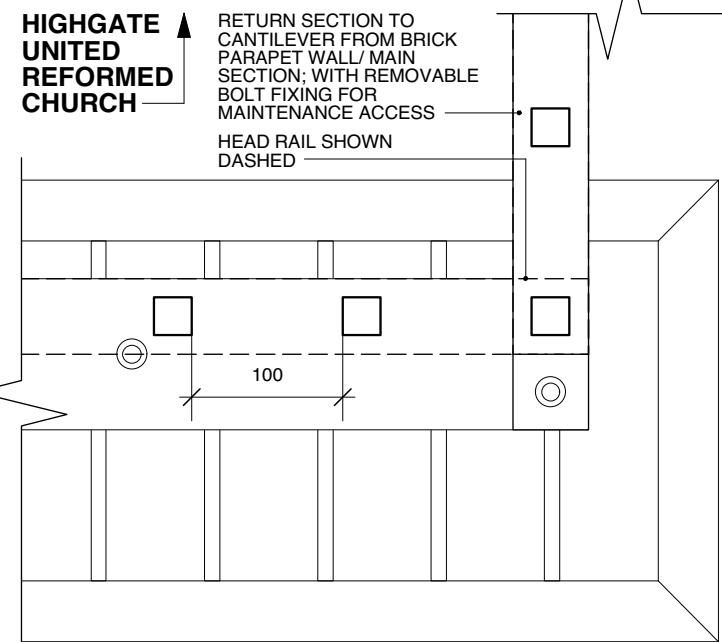 HIGHGATE
UNITED
REFORMED
CHURCH
RETURN SECTION TO
CANTILEVER FROM BRICK
PARAPET WALL/ MAIN
SECTION; WITH REMOVABLE
BOLT FIXING FOR
MAINTENANCE ACCESS
HEAD RAIL SHOWN
DASHED
100